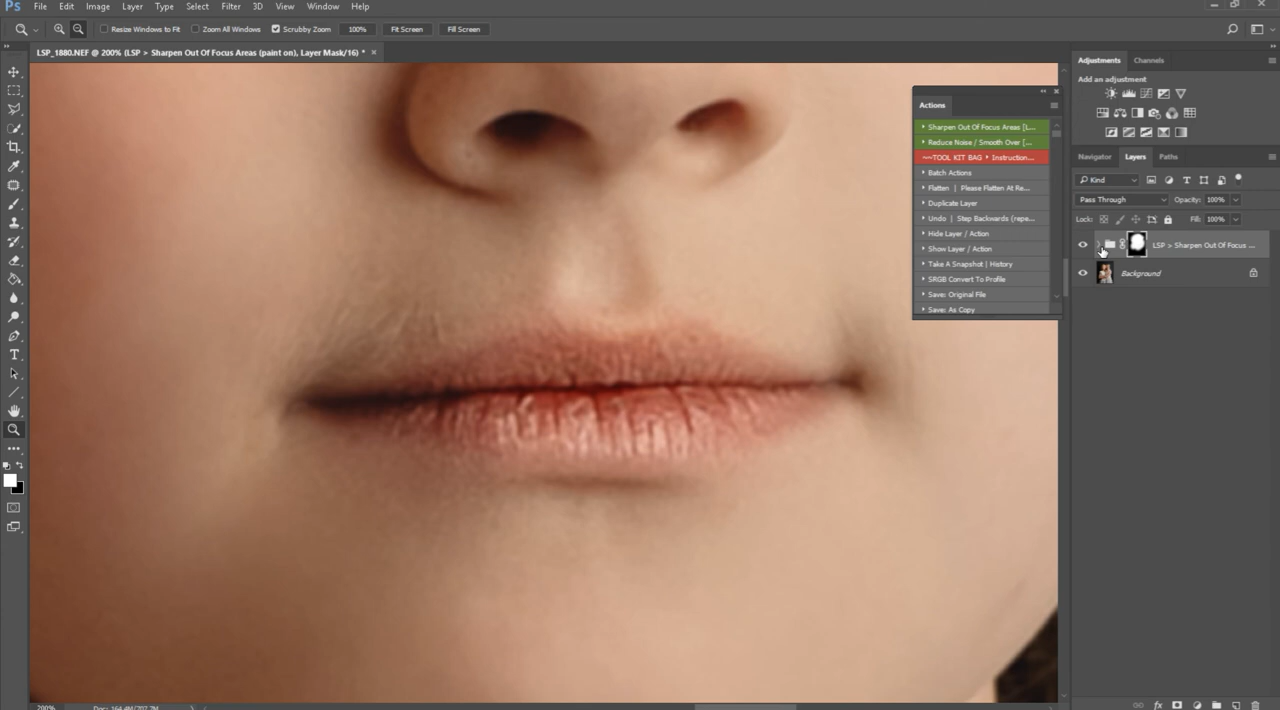 Ps File Edit Image Layer Type Select Filter 3D View Window Help
Resize Windows to Fit Zoom All Windows Scrubby Zoom 100% Fit Screen Fill Screen
LSP_1880.NEF @ 200% (LSP > Sharpen Out Of Focus Areas (paint on), Layer Mask/16) *
Actions
Sharpen Out Of Focus Areas [L...
Reduce Noise / Smooth Over [...
~~TOOL KIT BAG Instruction...
Batch Actions
Flatten | Please Flatten At Re...
Duplicate Layer
Undo | Step Backwards (repe...
Hide Layer / Action
Show Layer / Action
Take A Snapshot | History
SRGB Convert To Profile
Save: Original File
Save: As Copy
Adjustments Channels
Add an adjustment
Navigator Layers Paths
Kind
Pass Through Opacity: 100%
Lock: Fill: 100%
LSP > Sharpen Out Of Focus ...
Background
200% Doc: 164.4M/707.7M